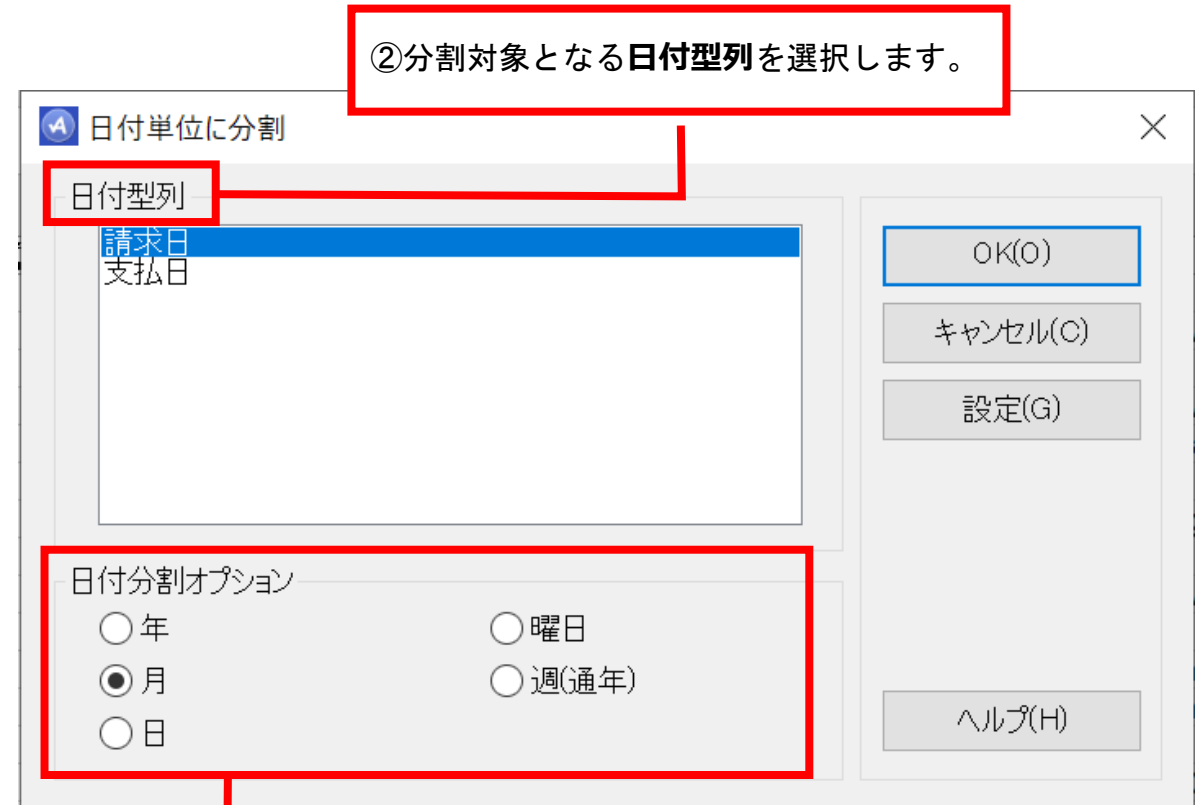 ②分割対象となる日付型列を選択します。
日付単位に分割
日付型列
請求日
支払日
OK(O)
キャンセル(C)
設定(G)
日付分割オプション
年
曜日
月
週(通年)
日
ヘルプ(H)